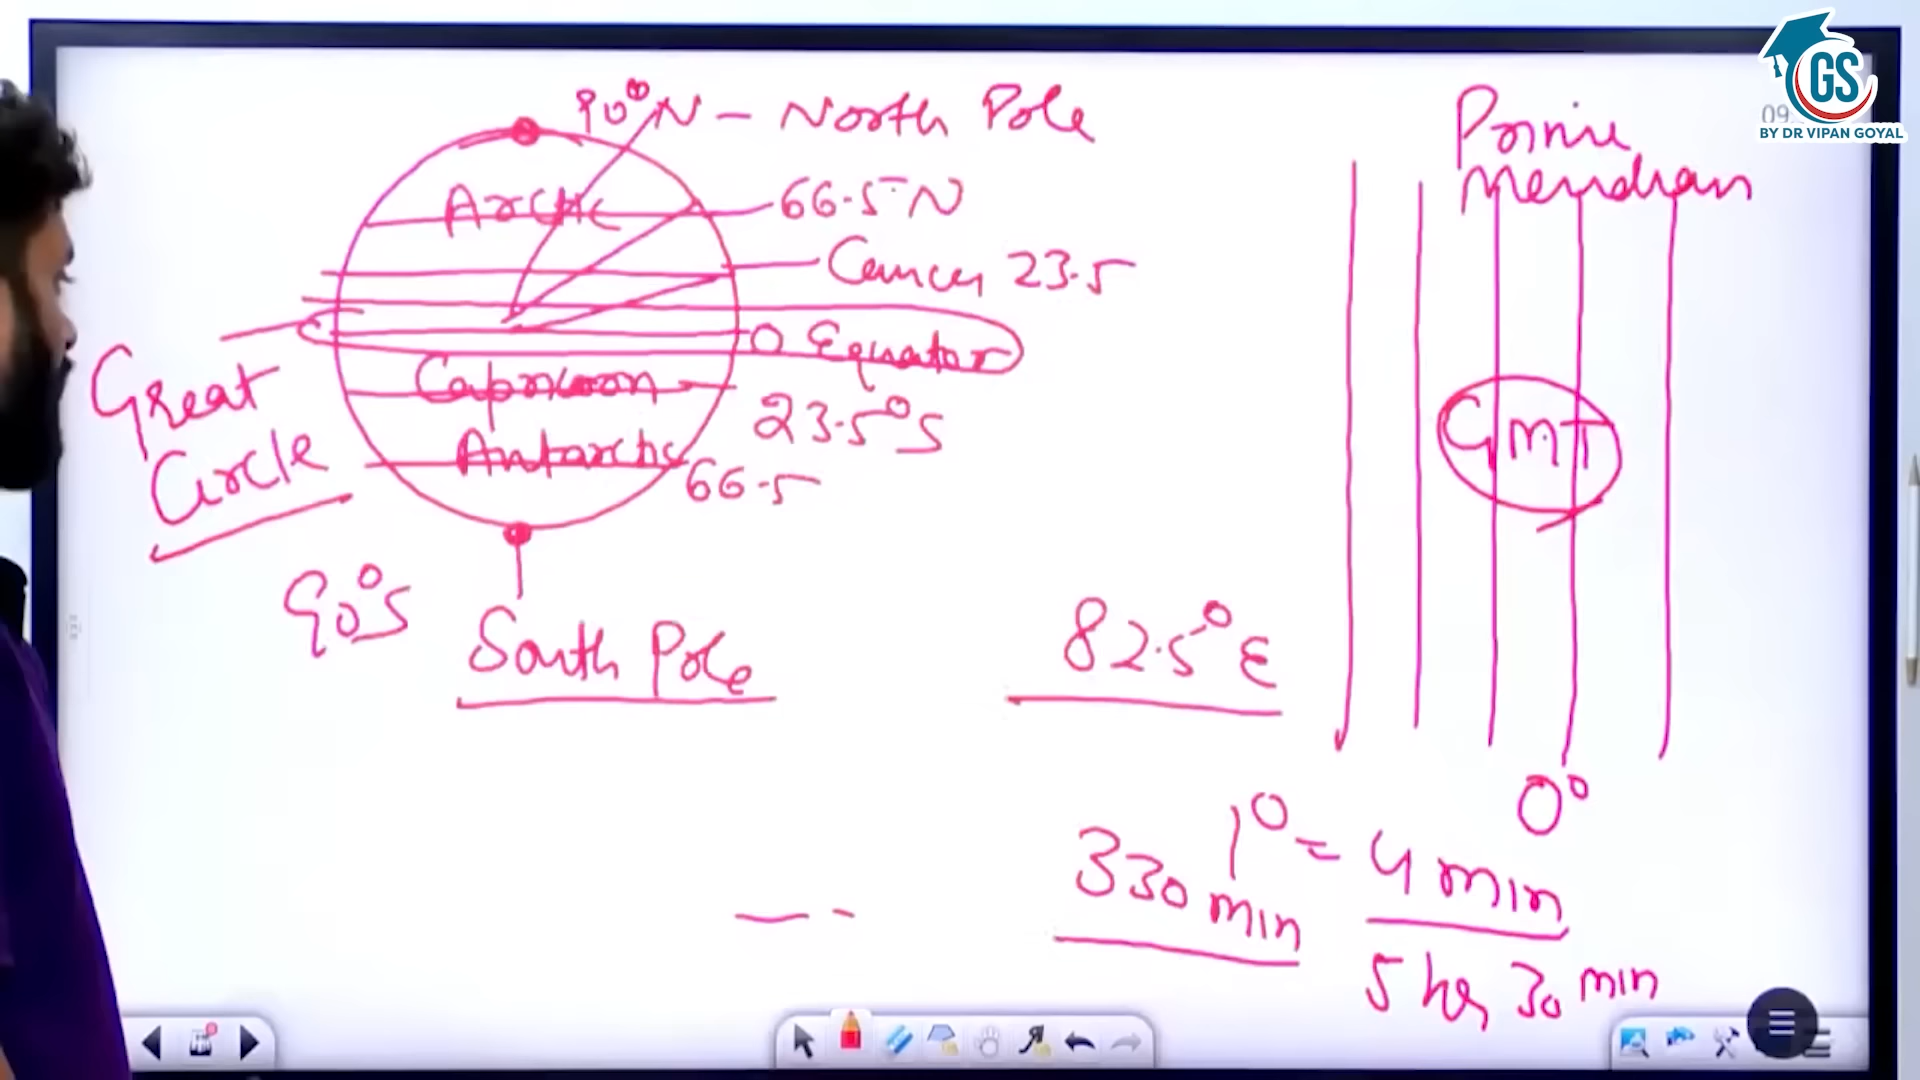 90°N - North Pole
Arctic
66.5°N
Cancer 23.5
0 Equator
Great
Circle
Capricorn
23.5°S
Antarctic
66.5
90°S
South Pole
82.5°E
Prime
Meridian
GMT
0°
1° = 4 min
330 min
5 hrs 30 min
09
GS
BY DR VIPAN GOYAL